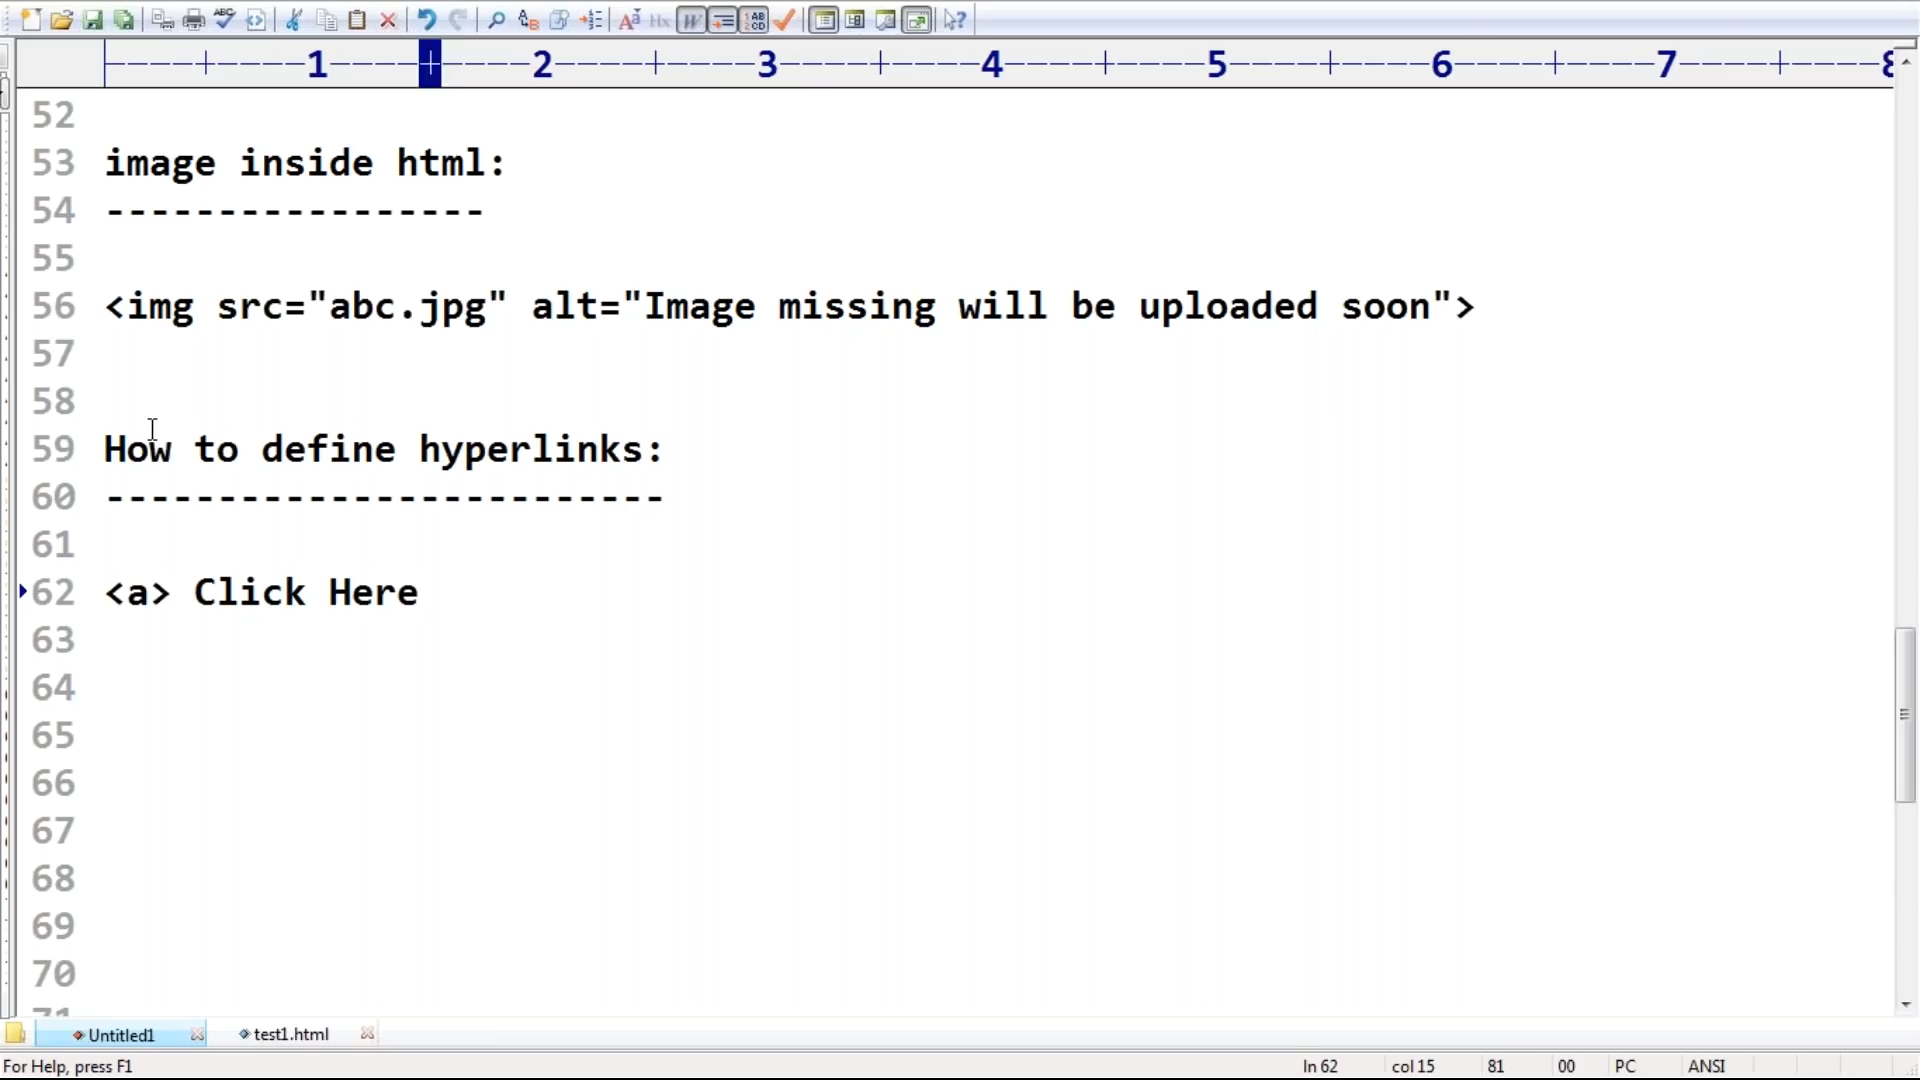 1 2 3 4 5 6 7 8
52
53 image inside html:
54 -----------------
55
56 <img src="abc.jpg" alt="Image missing will be uploaded soon">
57
58
59 How to define hyperlinks:
60 -------------------------
61
62 <a> Click Here
63
64
65
66
67
68
69
70
71
Untitled1 test1.html
For Help, press F1 ln 62 col 15 81 00 PC ANSI